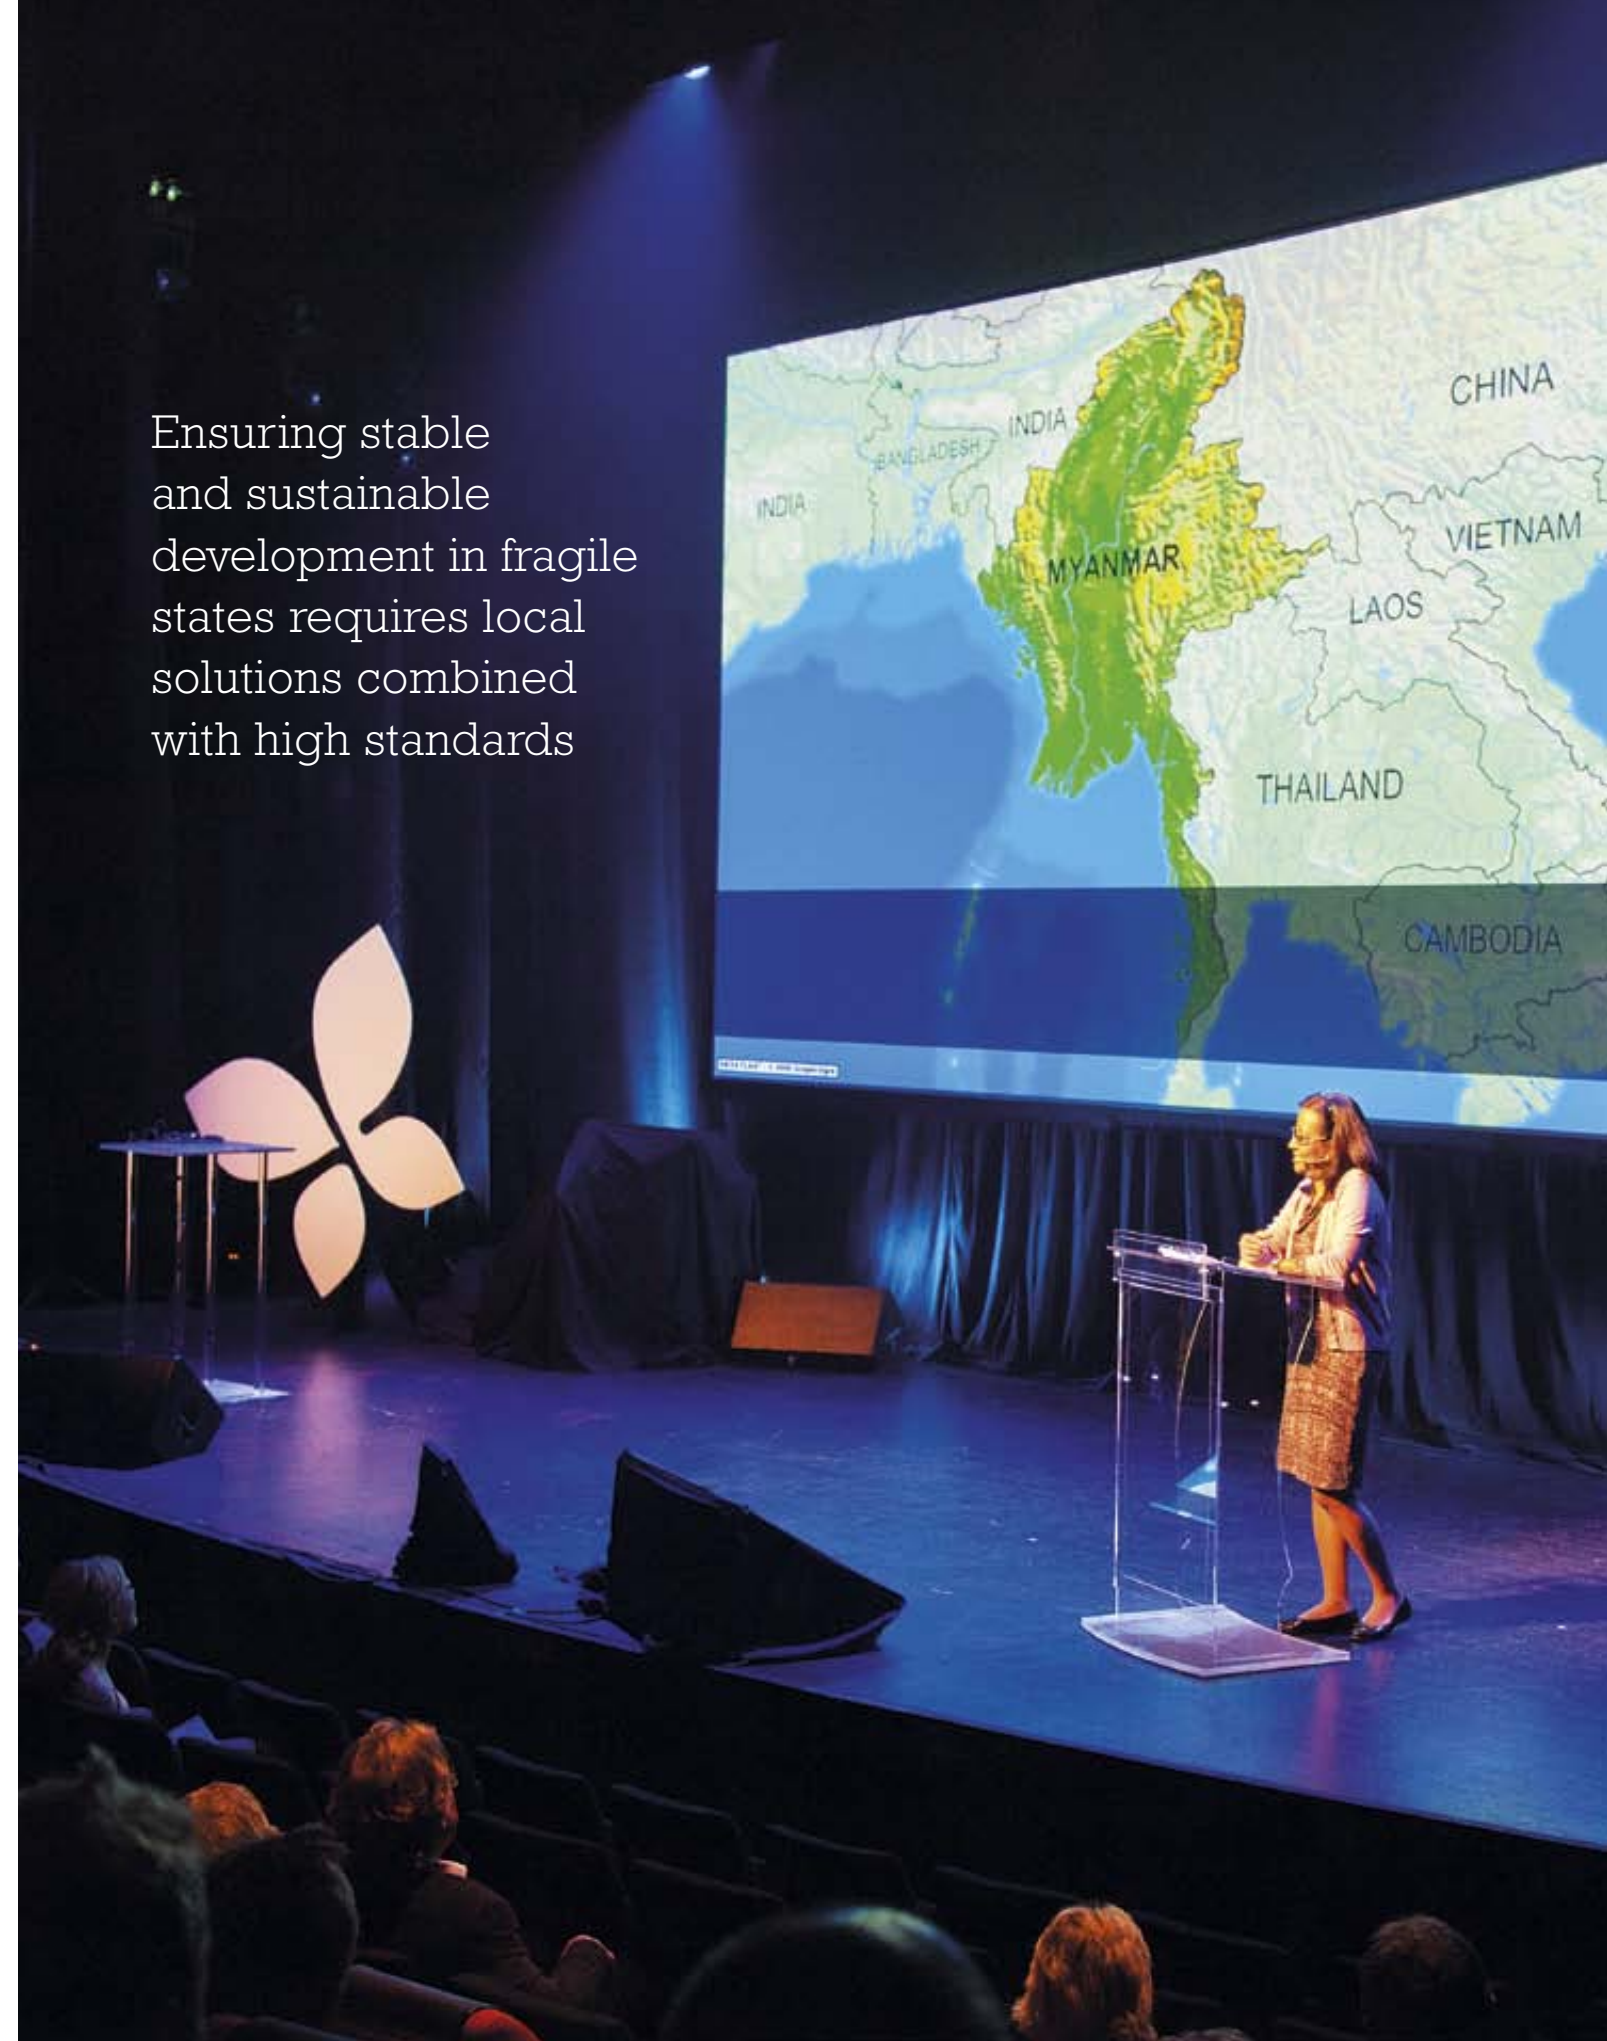 Ensuring stable
and sustainable
development in fragile
states requires local
solutions combined
with high standards
CHINA
INDIA
BANGLADESH
INDIA
VIETNAM
MYANMAR
LAOS
THAILAND
CAMBODIA